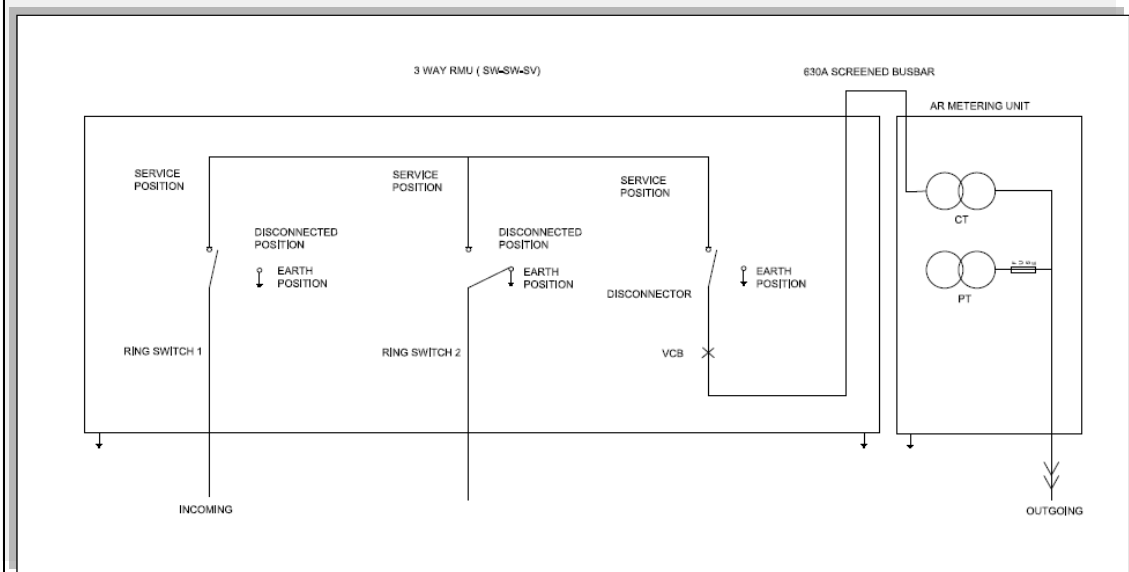 3 WAY RMU ( SW-SW-SV)
630A SCREENED BUSBAR
AR METERING UNIT
SERVICE
POSITION
SERVICE
POSITION
SERVICE
POSITION
DISCONNECTED
POSITION
EARTH
POSITION
DISCONNECTED
POSITION
EARTH
POSITION
DISCONNECTOR
EARTH
POSITION
CT
FUSE
PT
RING SWITCH 1
RING SWITCH 2
VCB
INCOMING
OUTGOING